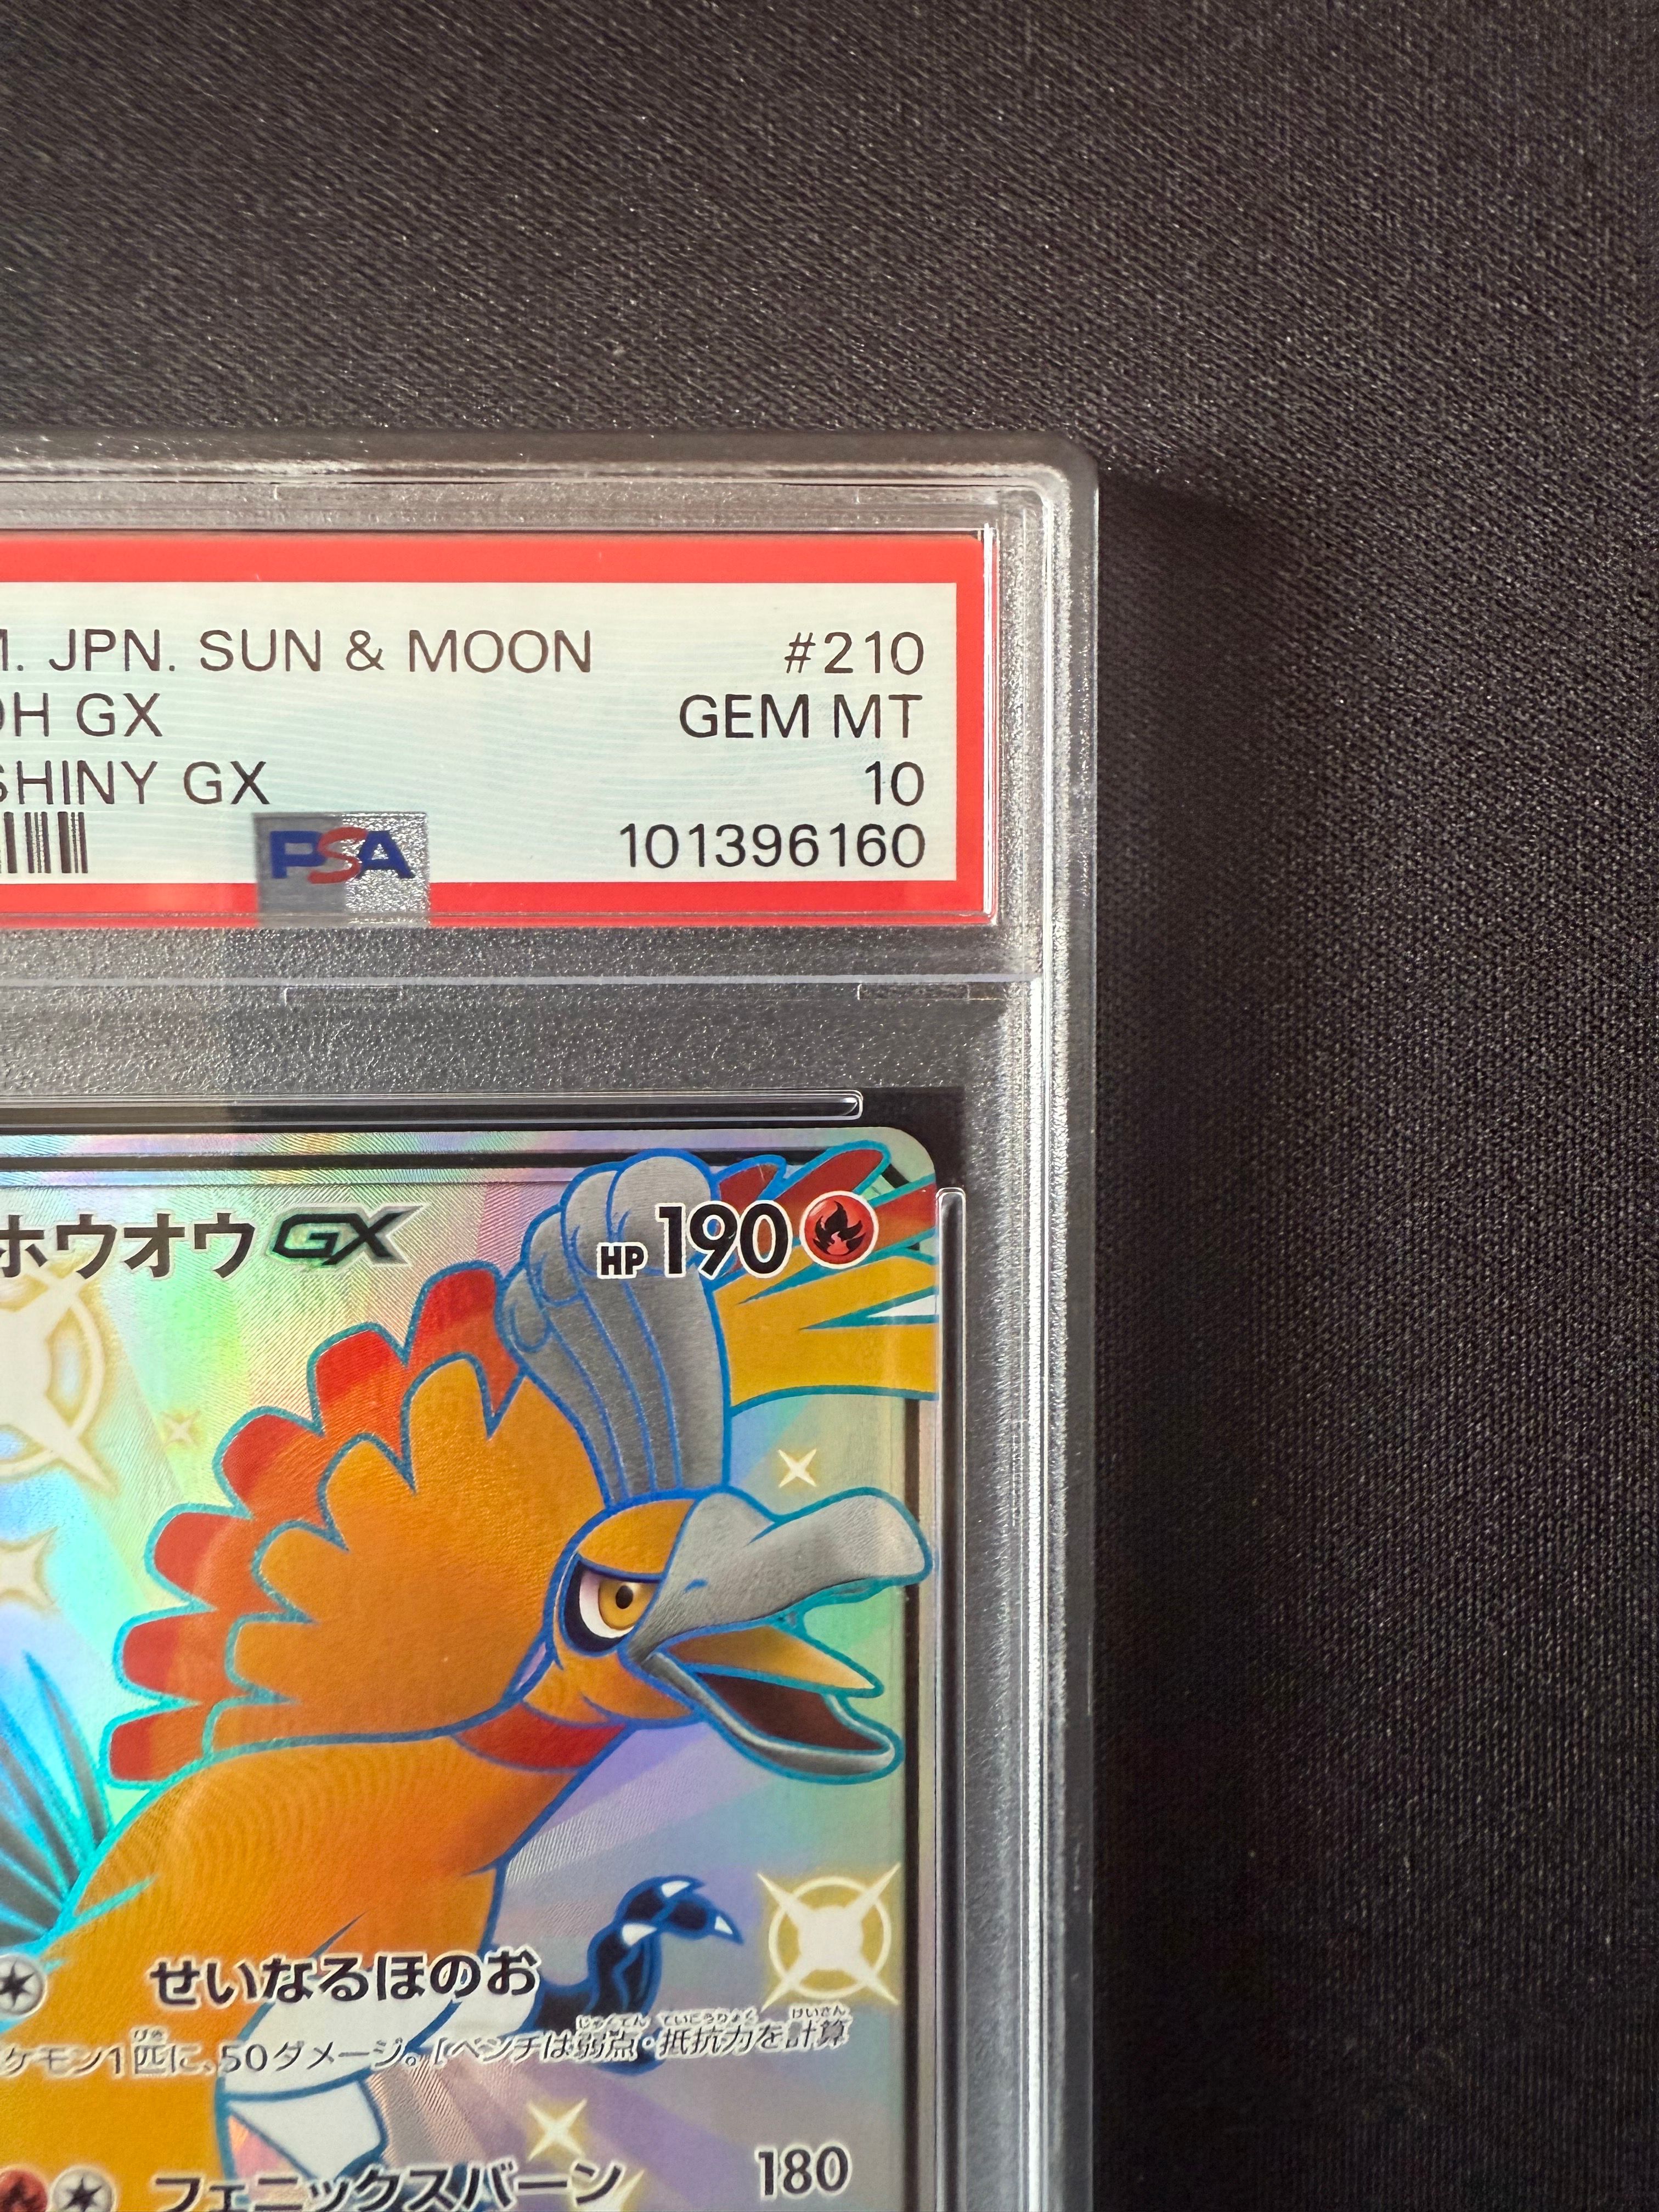 M. JPN. SUN & MOON #210
OH GX GEM MT
SHINY GX 10
PSA 101396160
ホウオウGX HP190
せいなるほのお
ケモン1匹に、50ダメージ。[ベンチは弱点・抵抗力を計算
フェニックスバーン 180